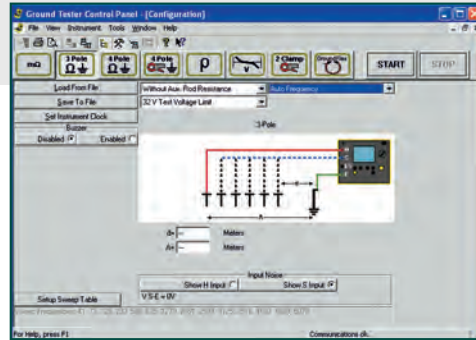 Ground Tester Control Panel - [Configuration]
File View Instrument Tools Window Help
mΩ
3 Pole
Ω
4 Pole
Ω
4 Pole
Ω
ρ
V
2 Clamp
START
STOP
Load From File
Save To File
Set Instrument Clock
Buzzer
Disabled Enabled
Without Aux. Rod Resistance
Auto Frequency
32 V Test Voltage Limit
3-Pole
d
A
d= --
Meters
A= --
Meters
Input Noise
Show H Input
Show S Input
V S-E = 0V
Setup Sweep Table
For Help, press F1
Communications ok.